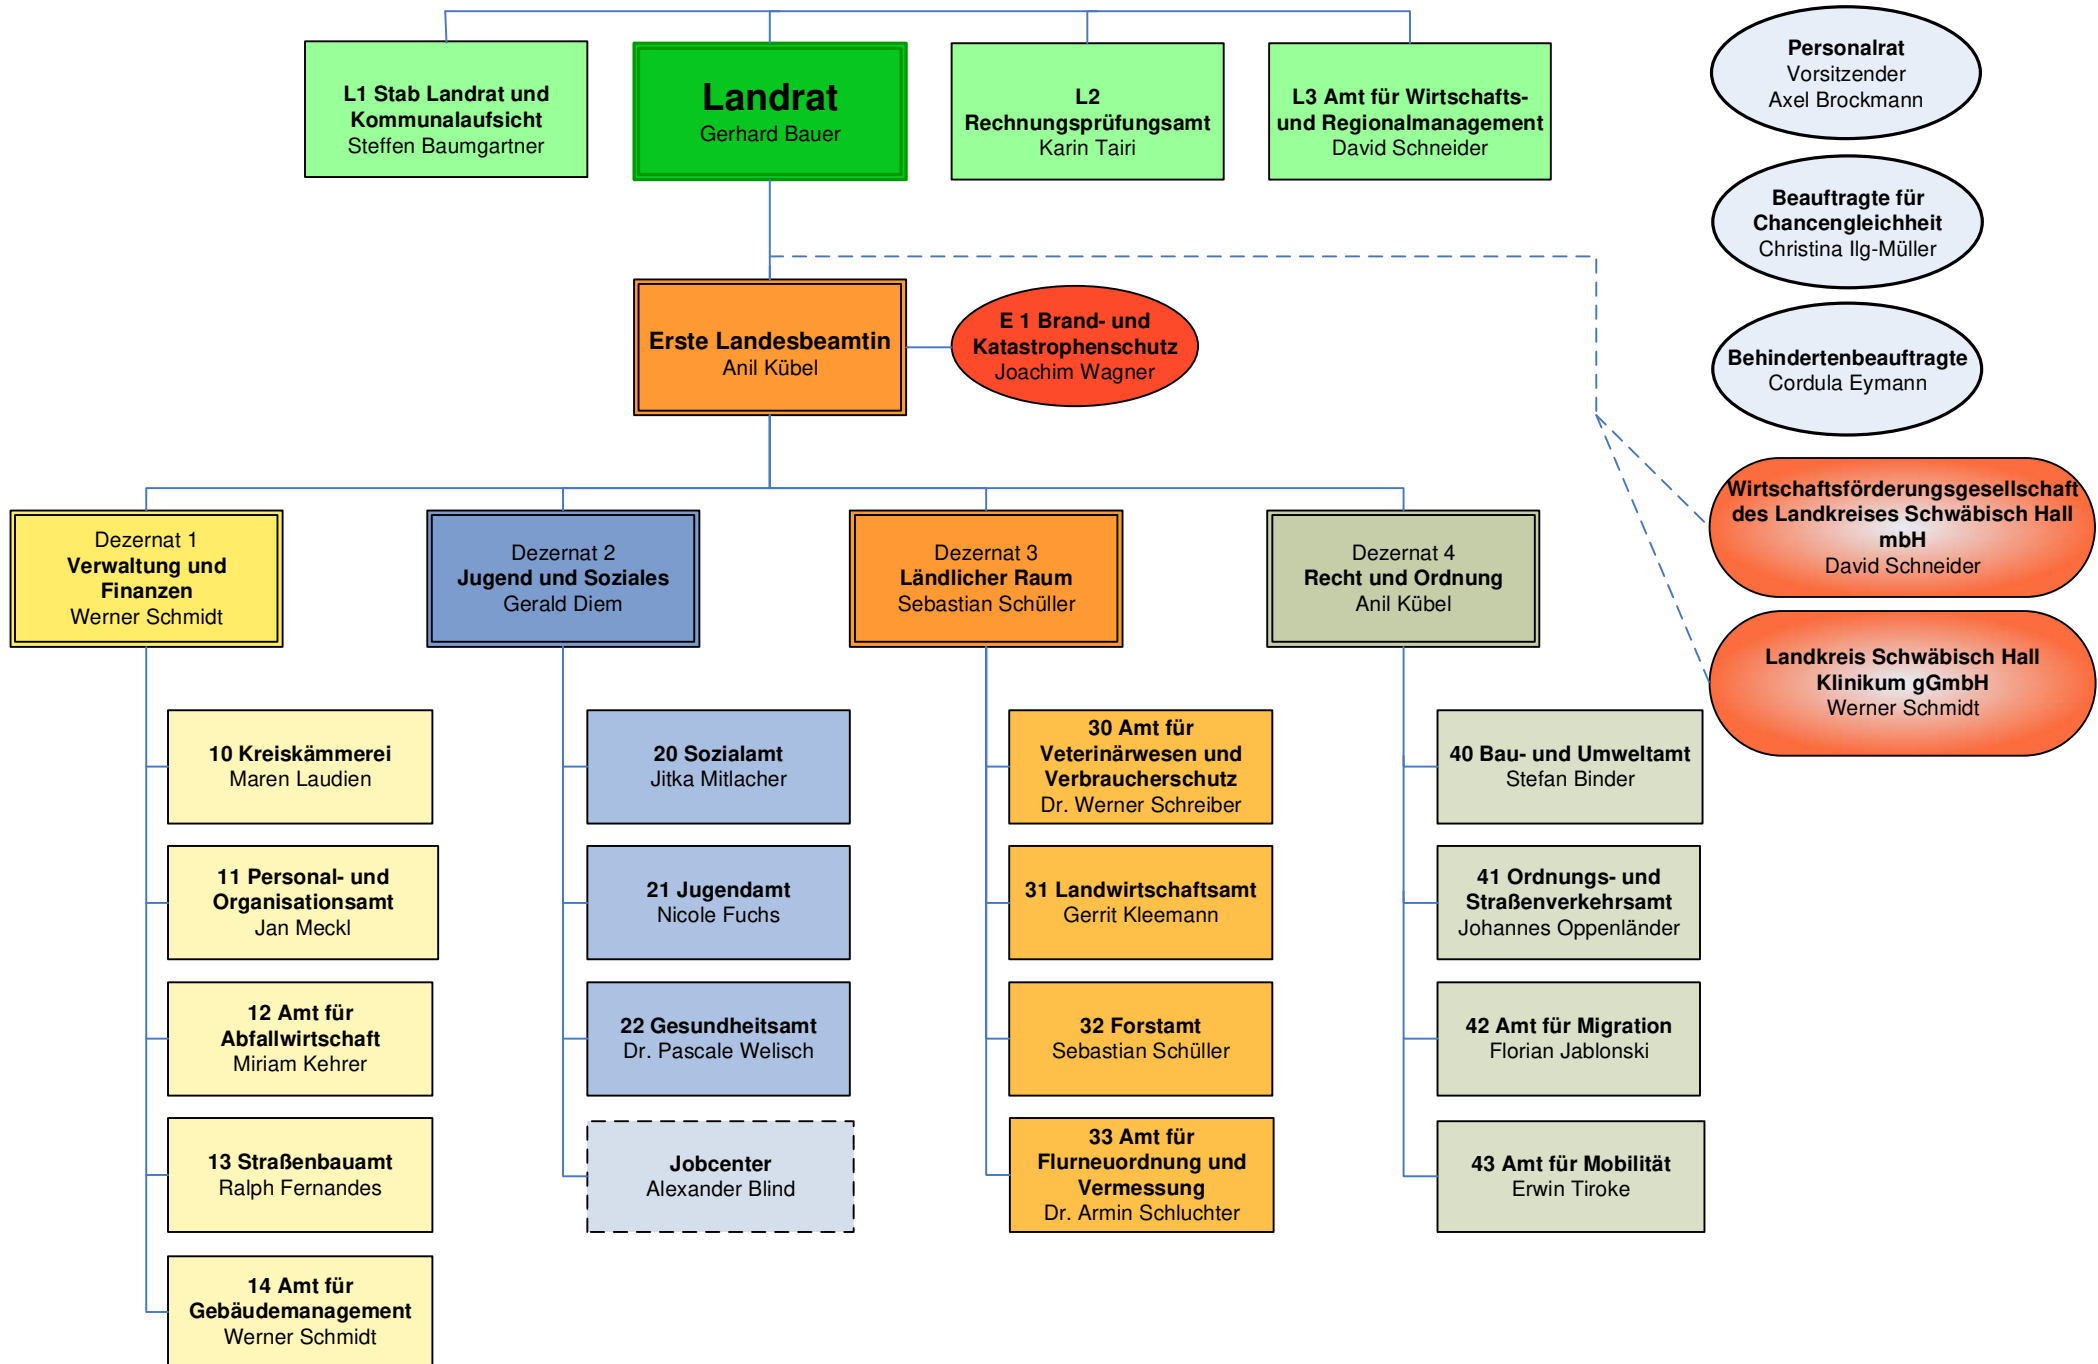 L1 Stab Landrat und
Kommunalaufsicht
Steffen Baumgartner
Landrat
Gerhard Bauer
L2
Rechnungsprüfungsamt
Karin Tairi
L3 Amt für Wirtschafts-
und Regionalmanagement
David Schneider
Personalrat
Vorsitzender
Axel Brockmann
Beauftragte für
Chancengleichheit
Christina Ilg-Müller
Erste Landesbeamtin
Anil Kübel
E 1 Brand- und
Katastrophenschutz
Joachim Wagner
Behindertenbeauftragte
Cordula Eymann
Wirtschaftsförderungsgesellschaft
des Landkreises Schwäbisch Hall
mbH
David Schneider
Landkreis Schwäbisch Hall
Klinikum gGmbH
Werner Schmidt
Dezernat 1
Verwaltung und
Finanzen
Werner Schmidt
10 Kreiskämmerei
Maren Laudien
11 Personal- und
Organisationsamt
Jan Meckl
12 Amt für
Abfallwirtschaft
Miriam Kehrer
13 Straßenbauamt
Ralph Fernandes
14 Amt für
Gebäudemanagement
Werner Schmidt
Dezernat 2
Jugend und Soziales
Gerald Diem
20 Sozialamt
Jitka Mitlacher
21 Jugendamt
Nicole Fuchs
22 Gesundheitsamt
Dr. Pascale Welisch
Jobcenter
Alexander Blind
Dezernat 3
Ländlicher Raum
Sebastian Schüller
30 Amt für
Veterinärwesen und
Verbraucherschutz
Dr. Werner Schreiber
31 Landwirtschaftsamt
Gerrit Kleemann
32 Forstamt
Sebastian Schüller
33 Amt für
Flurneuordnung und
Vermessung
Dr. Armin Schluchter
Dezernat 4
Recht und Ordnung
Anil Kübel
40 Bau- und Umweltamt
Stefan Binder
41 Ordnungs- und
Straßenverkehrsamt
Johannes Oppenländer
42 Amt für Migration
Florian Jablonski
43 Amt für Mobilität
Erwin Tiroke